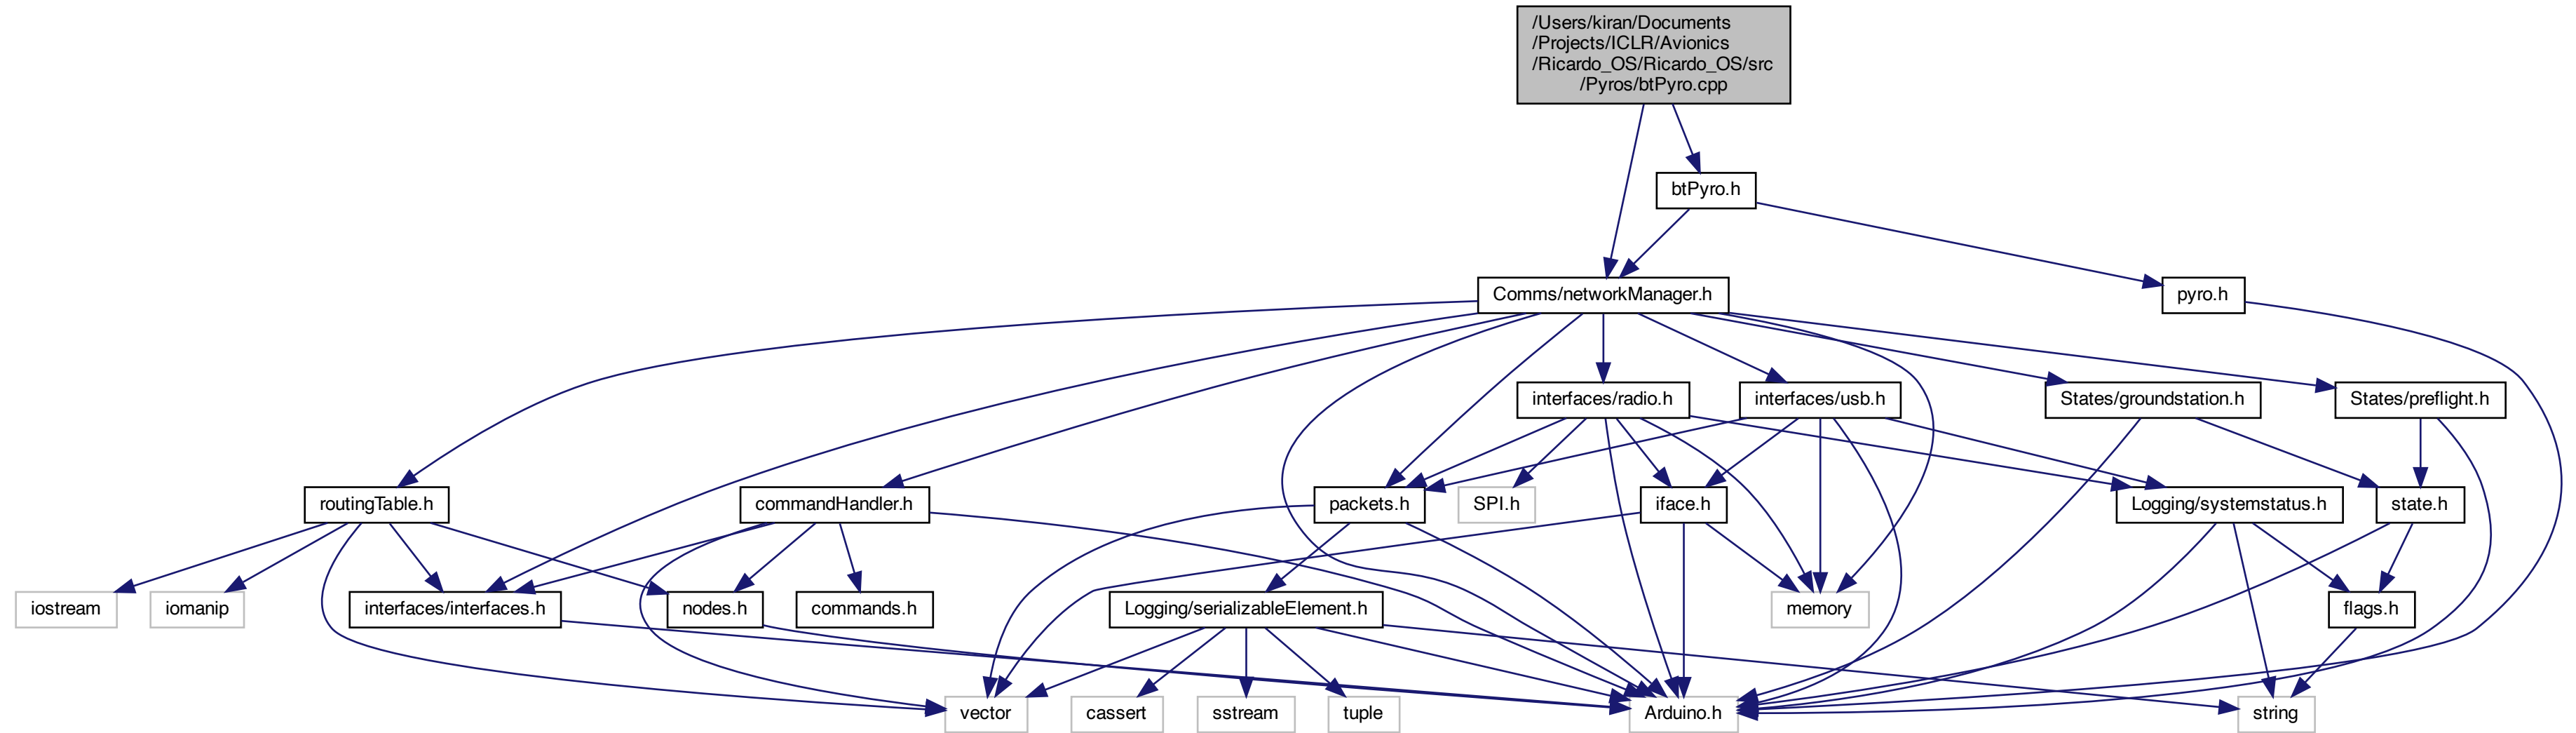 /Users/kiran/Documents
/Projects/ICLR/Avionics
/Ricardo_OS/Ricardo_OS/src
/Pyros/btPyro.cpp
btPyro.h
Comms/networkManager.h
pyro.h
interfaces/radio.h
interfaces/usb.h
States/groundstation.h
States/preflight.h
routingTable.h
commandHandler.h
packets.h
SPI.h
iface.h
Logging/systemstatus.h
state.h
iostream
iomanip
interfaces/interfaces.h
nodes.h
commands.h
Logging/serializableElement.h
memory
flags.h
vector
cassert
sstream
tuple
Arduino.h
string